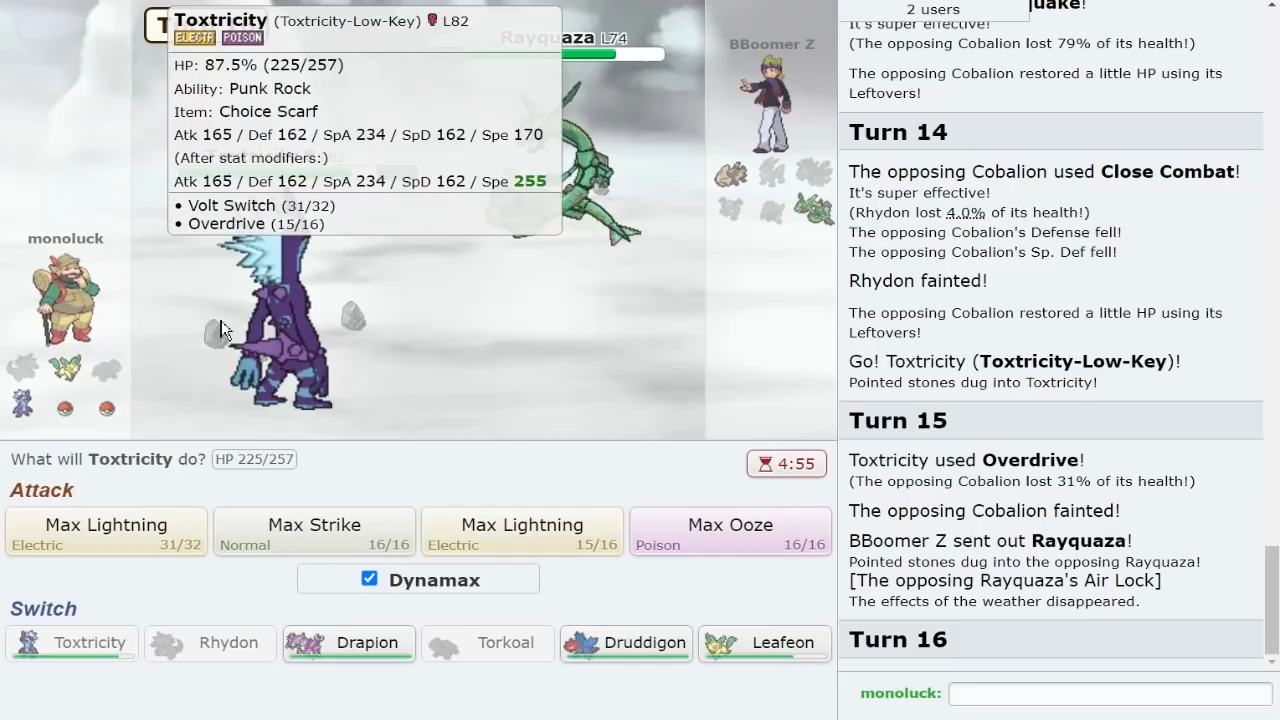 Toxtricity (Toxtricity-Low-Key) L82
ELECTR POISON
HP: 87.5% (225/257)
Ability: Punk Rock
Item: Choice Scarf
Atk 165 / Def 162 / SpA 234 / SpD 162 / Spe 170
(After stat modifiers:)
Atk 165 / Def 162 / SpA 234 / SpD 162 / Spe 255
• Volt Switch (31/32)
• Overdrive (15/16)
Rayquaza L74
BBoomer Z
monoluck
What will Toxtricity do? HP 225/257
4:55
Attack
Max Lightning
Electric 31/32
Max Strike
Normal 16/16
Max Lightning
Electric 15/16
Max Ooze
Poison 16/16
Dynamax
Switch
Toxtricity
Rhydon
Drapion
Torkoal
Druddigon
Leafeon
2 users
uake!
It's super effective!
(The opposing Cobalion lost 79% of its health!)
The opposing Cobalion restored a little HP using its
Leftovers!
Turn 14
The opposing Cobalion used Close Combat!
It's super effective!
(Rhydon lost 4.0% of its health!)
The opposing Cobalion's Defense fell!
The opposing Cobalion's Sp. Def fell!
Rhydon fainted!
The opposing Cobalion restored a little HP using its
Leftovers!
Go! Toxtricity (Toxtricity-Low-Key)!
Pointed stones dug into Toxtricity!
Turn 15
Toxtricity used Overdrive!
(The opposing Cobalion lost 31% of its health!)
The opposing Cobalion fainted!
BBoomer Z sent out Rayquaza!
Pointed stones dug into the opposing Rayquaza!
[The opposing Rayquaza's Air Lock]
The effects of the weather disappeared.
Turn 16
monoluck: